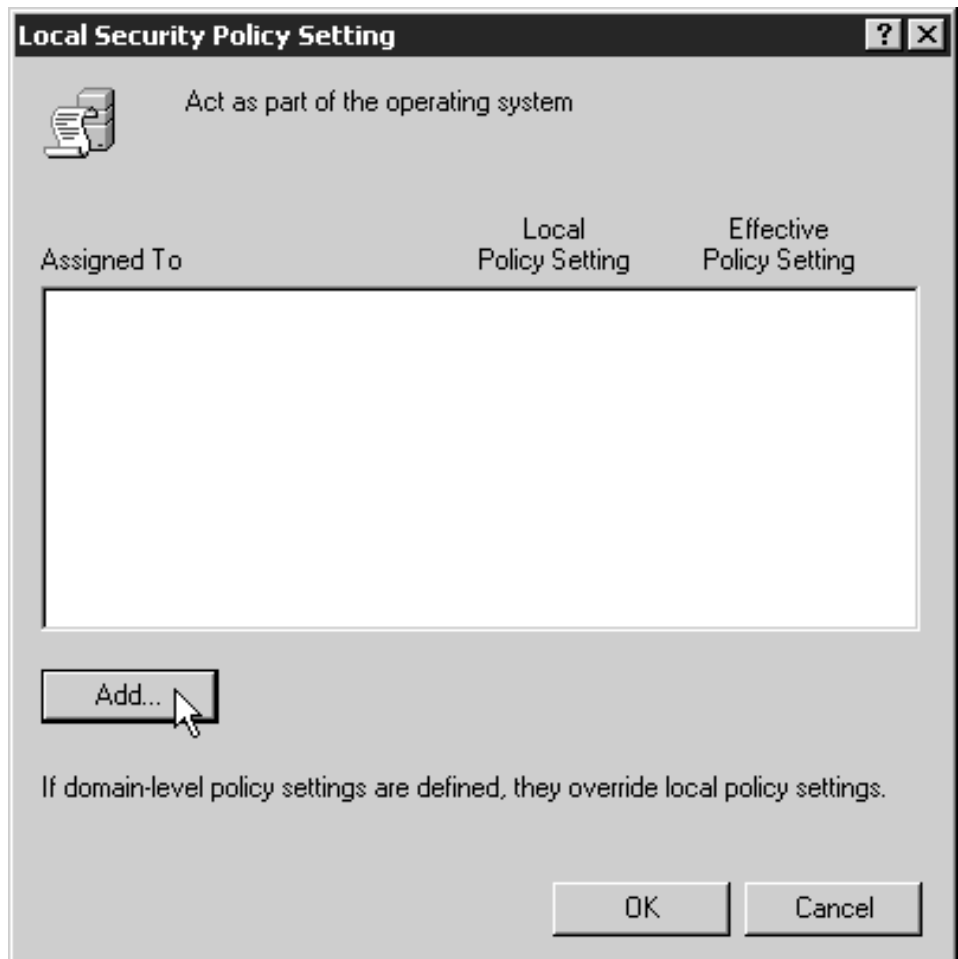 Local Security Policy Setting
Act as part of the operating system
Local Effective
Assigned To Policy Setting Policy Setting
Add...
If domain-level policy settings are defined, they override local policy settings.
OK Cancel